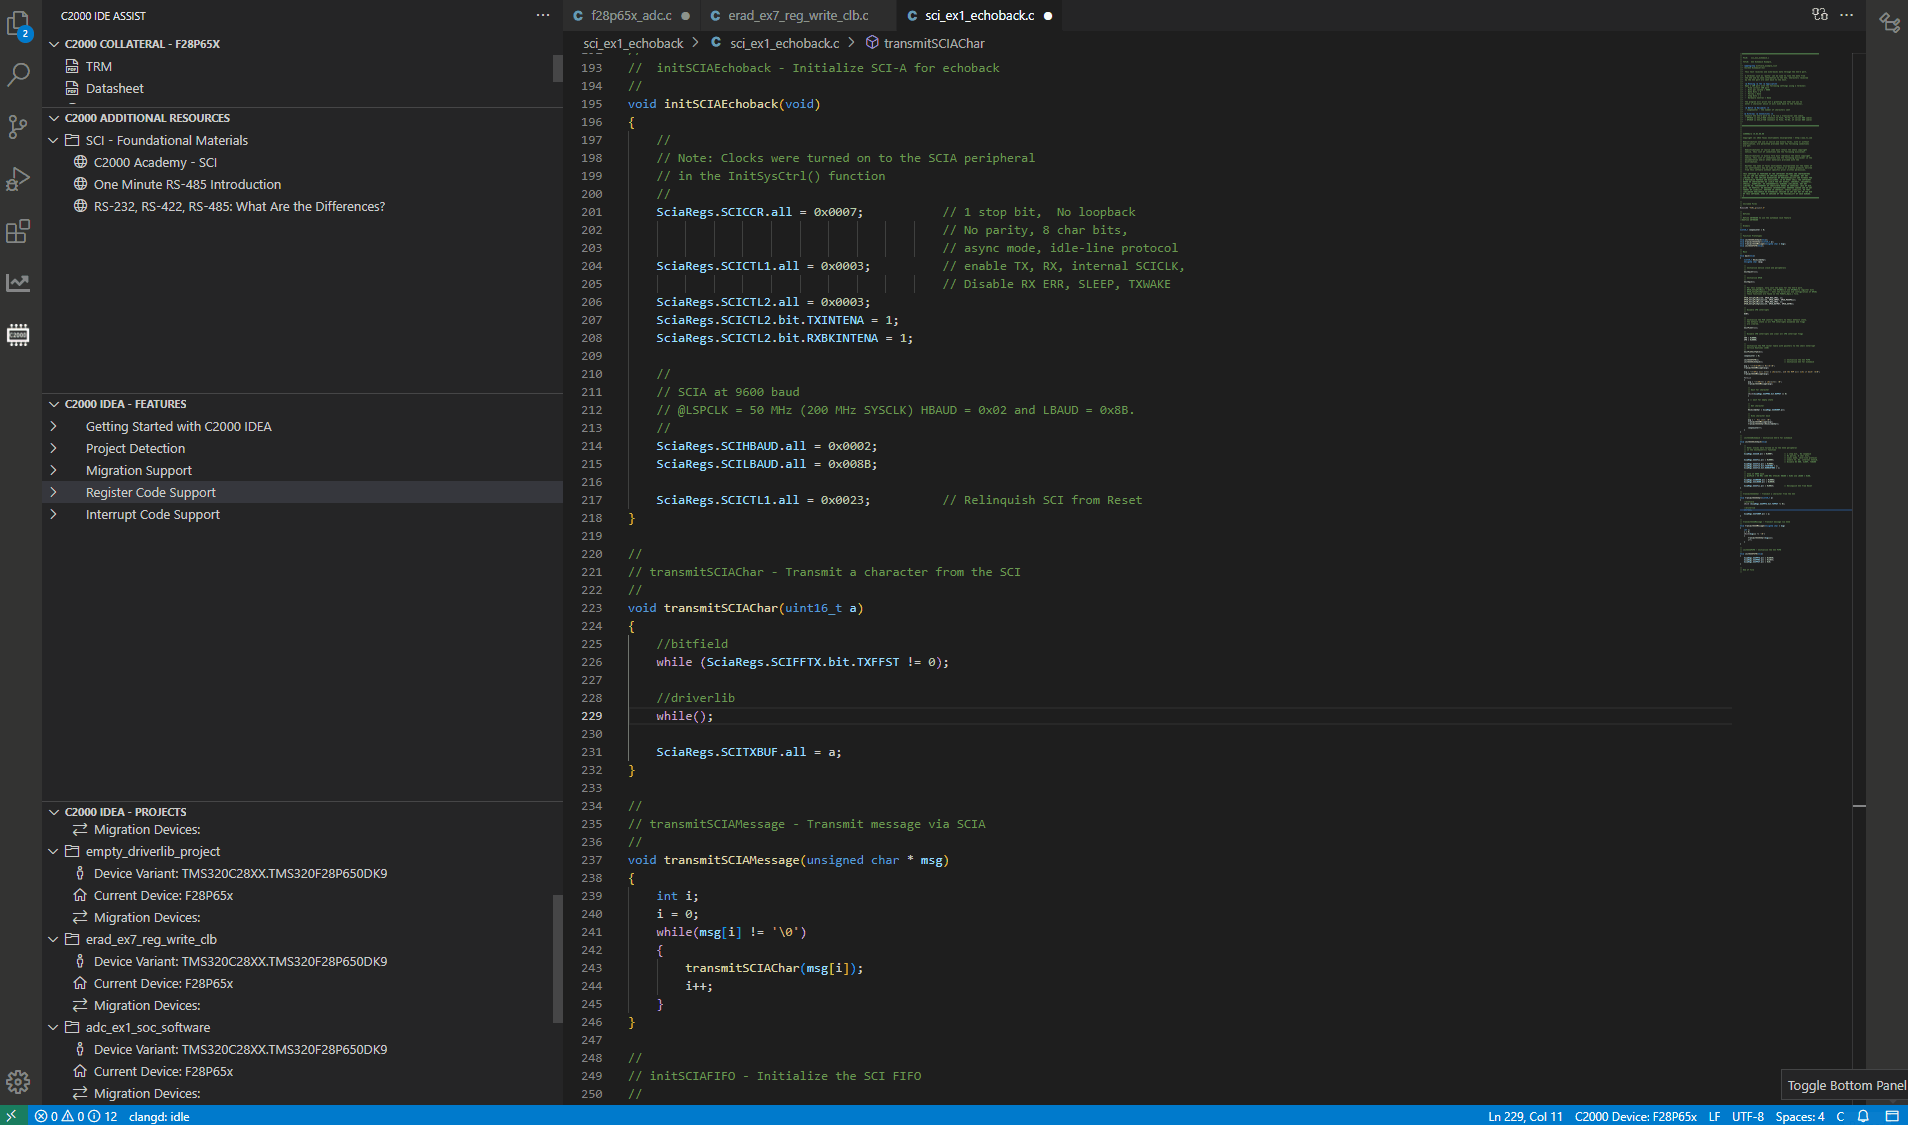 C2000 IDE ASSIST
C2000 COLLATERAL - F28P65X
TRM
Datasheet
C2000 ADDITIONAL RESOURCES
SCI - Foundational Materials
C2000 Academy - SCI
One Minute RS-485 Introduction
RS-232, RS-422, RS-485: What Are the Differences?
C2000 IDEA - FEATURES
Getting Started with C2000 IDEA
Project Detection
Migration Support
Register Code Support
Interrupt Code Support
C2000 IDEA - PROJECTS
Migration Devices:
empty_driverlib_project
Device Variant: TMS320C28XX.TMS320F28P650DK9
Current Device: F28P65x
Migration Devices:
erad_ex7_reg_write_clb
Device Variant: TMS320C28XX.TMS320F28P650DK9
Current Device: F28P65x
Migration Devices:
adc_ex1_soc_software
Device Variant: TMS320C28XX.TMS320F28P650DK9
Current Device: F28P65x
Migration Devices:
2
C2000
C f28p65x_adc.c C erad_ex7_reg_write_clb.c C sci_ex1_echoback.c
sci_ex1_echoback > C sci_ex1_echoback.c > transmitSCIAChar
193 // initSCIAEchoback - Initialize SCI-A for echoback
194 //
195 void initSCIAEchoback(void)
196 {
197 //
198 // Note: Clocks were turned on to the SCIA peripheral
199 // in the InitSysCtrl() function
200 //
201 SciaRegs.SCICCR.all = 0x0007; // 1 stop bit, No loopback
202 // No parity, 8 char bits,
203 // async mode, idle-line protocol
204 SciaRegs.SCICTL1.all = 0x0003; // enable TX, RX, internal SCICLK,
205 // Disable RX ERR, SLEEP, TXWAKE
206 SciaRegs.SCICTL2.all = 0x0003;
207 SciaRegs.SCICTL2.bit.TXINTENA = 1;
208 SciaRegs.SCICTL2.bit.RXBKINTENA = 1;
209
210 //
211 // SCIA at 9600 baud
212 // @LSPCLK = 50 MHz (200 MHz SYSCLK) HBAUD = 0x02 and LBAUD = 0x8B.
213 //
214 SciaRegs.SCIHBAUD.all = 0x0002;
215 SciaRegs.SCILBAUD.all = 0x008B;
216
217 SciaRegs.SCICTL1.all = 0x0023; // Relinquish SCI from Reset
218 }
219
220 //
221 // transmitSCIAChar - Transmit a character from the SCI
222 //
223 void transmitSCIAChar(uint16_t a)
224 {
225 //bitfield
226 while (SciaRegs.SCIFFTX.bit.TXFFST != 0);
227
228 //driverlib
229 while();
230
231 SciaRegs.SCITXBUF.all = a;
232 }
233
234 //
235 // transmitSCIAMessage - Transmit message via SCIA
236 //
237 void transmitSCIAMessage(unsigned char * msg)
238 {
239 int i;
240 i = 0;
241 while(msg[i] != '\0')
242 {
243 transmitSCIAChar(msg[i]);
244 i++;
245 }
246 }
247
248 //
249 // initSCIAFIFO - Initialize the SCI FIFO
250 //
Toggle Bottom Panel
0 0 12 clangd: idle
Ln 229, Col 11 C2000 Device: F28P65x LF UTF-8 Spaces: 4 C